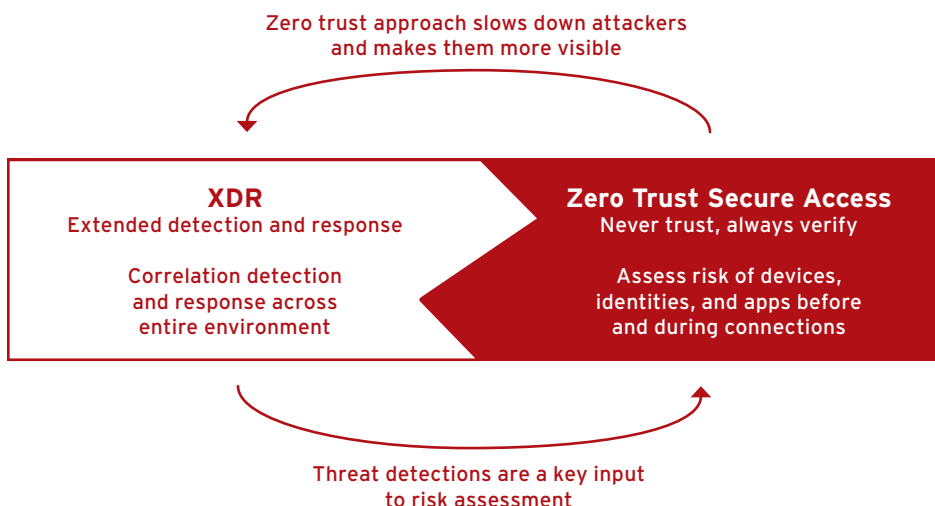 Zero trust approach slows down attackers
and makes them more visible
XDR
Extended detection and response
Correlation detection
and response across
entire environment
Zero Trust Secure Access
Never trust, always verify
Assess risk of devices,
identities, and apps before
and during connections
Threat detections are a key input
to risk assessment